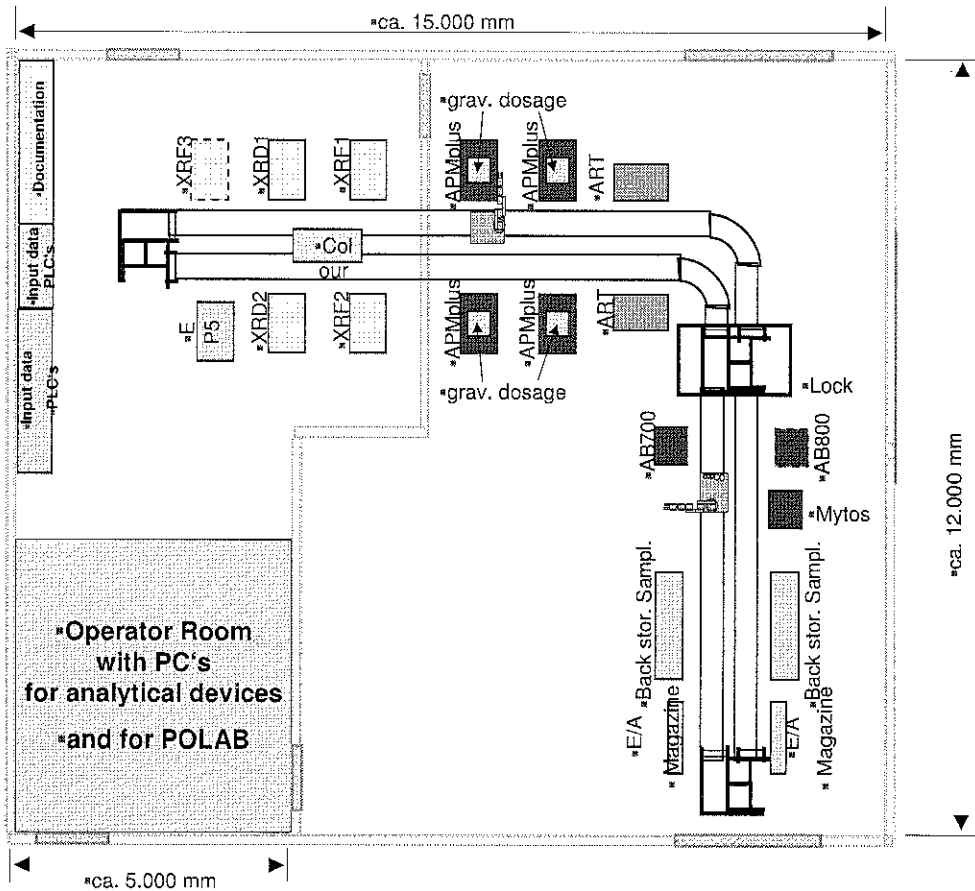 *ca. 15.000 mm
*Documentation
*Input data
PLC's
*Input data
*PLC's
*XRF3
*XRD1
*XRF1
*grav. dosage
*APMplus
*APMplus
*ART
*Col
our
*E
P5
*XRD2
*XRF2
*APMplus
*APMplus
*ART
*grav. dosage
*Lock
*AB700
*AB800
*Mytos
*Back stor. Sampl.
*Back stor. Sampl.
*E/A
* Magazine
*E/A
* Magazine
*Operator Room
with PC's
for analytical devices
*and for POLAB
*ca. 12.000 mm
*ca. 5.000 mm